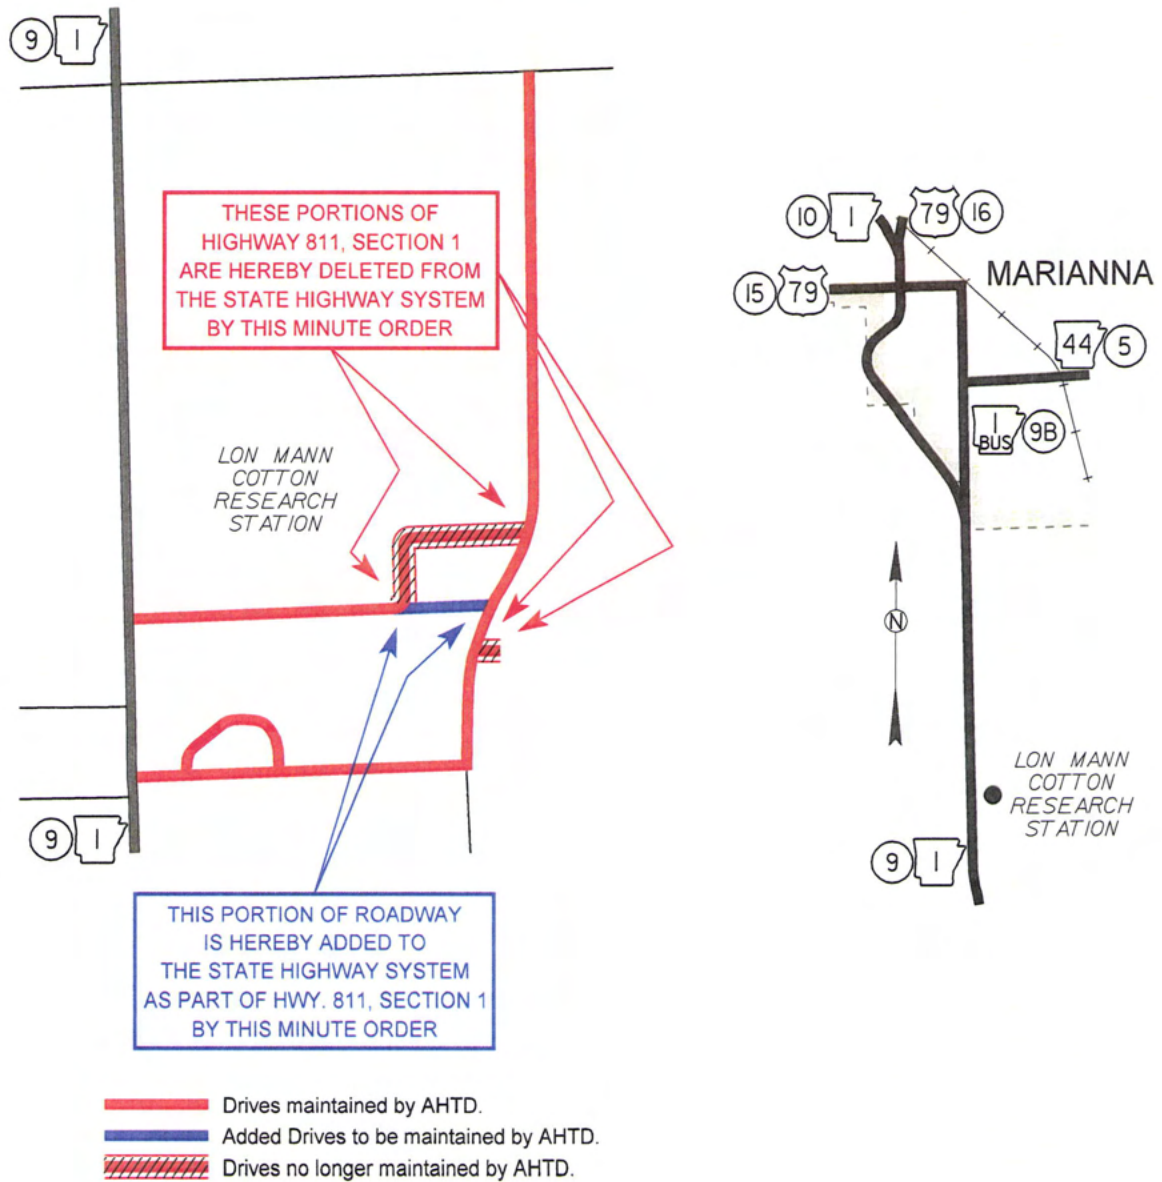 9 1
THESE PORTIONS OF
HIGHWAY 811, SECTION 1
ARE HEREBY DELETED FROM
THE STATE HIGHWAY SYSTEM
BY THIS MINUTE ORDER
LON MANN
COTTON
RESEARCH
STATION
9 1
THIS PORTION OF ROADWAY
IS HEREBY ADDED TO
THE STATE HIGHWAY SYSTEM
AS PART OF HWY. 811, SECTION 1
BY THIS MINUTE ORDER
Drives maintained by AHTD.
Added Drives to be maintained by AHTD.
Drives no longer maintained by AHTD.
10 1 79 16
MARIANNA
15 79
44 5
1
BUS 9B
N
LON MANN
COTTON
RESEARCH
STATION
9 1